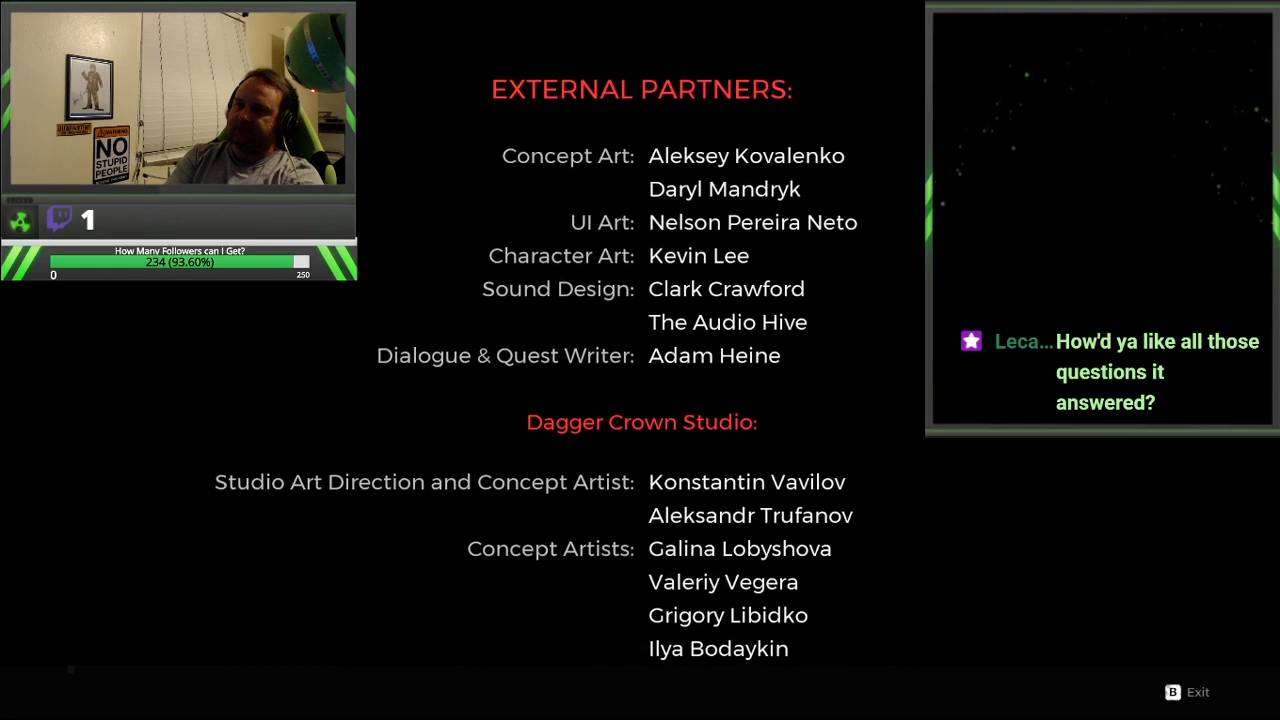 WARNING
NO
STUPID
PEOPLE
1
How Many Followers can I Get?
234 (93.60%)
0
250
EXTERNAL PARTNERS:
Concept Art: Aleksey Kovalenko
Daryl Mandryk
UI Art: Nelson Pereira Neto
Character Art: Kevin Lee
Sound Design: Clark Crawford
The Audio Hive
Dialogue & Quest Writer: Adam Heine
Dagger Crown Studio:
Studio Art Direction and Concept Artist: Konstantin Vavilov
Aleksandr Trufanov
Concept Artists: Galina Lobyshova
Valeriy Vegera
Grigory Libidko
Ilya Bodaykin
Leca... How'd ya like all those
questions it
answered?
B Exit